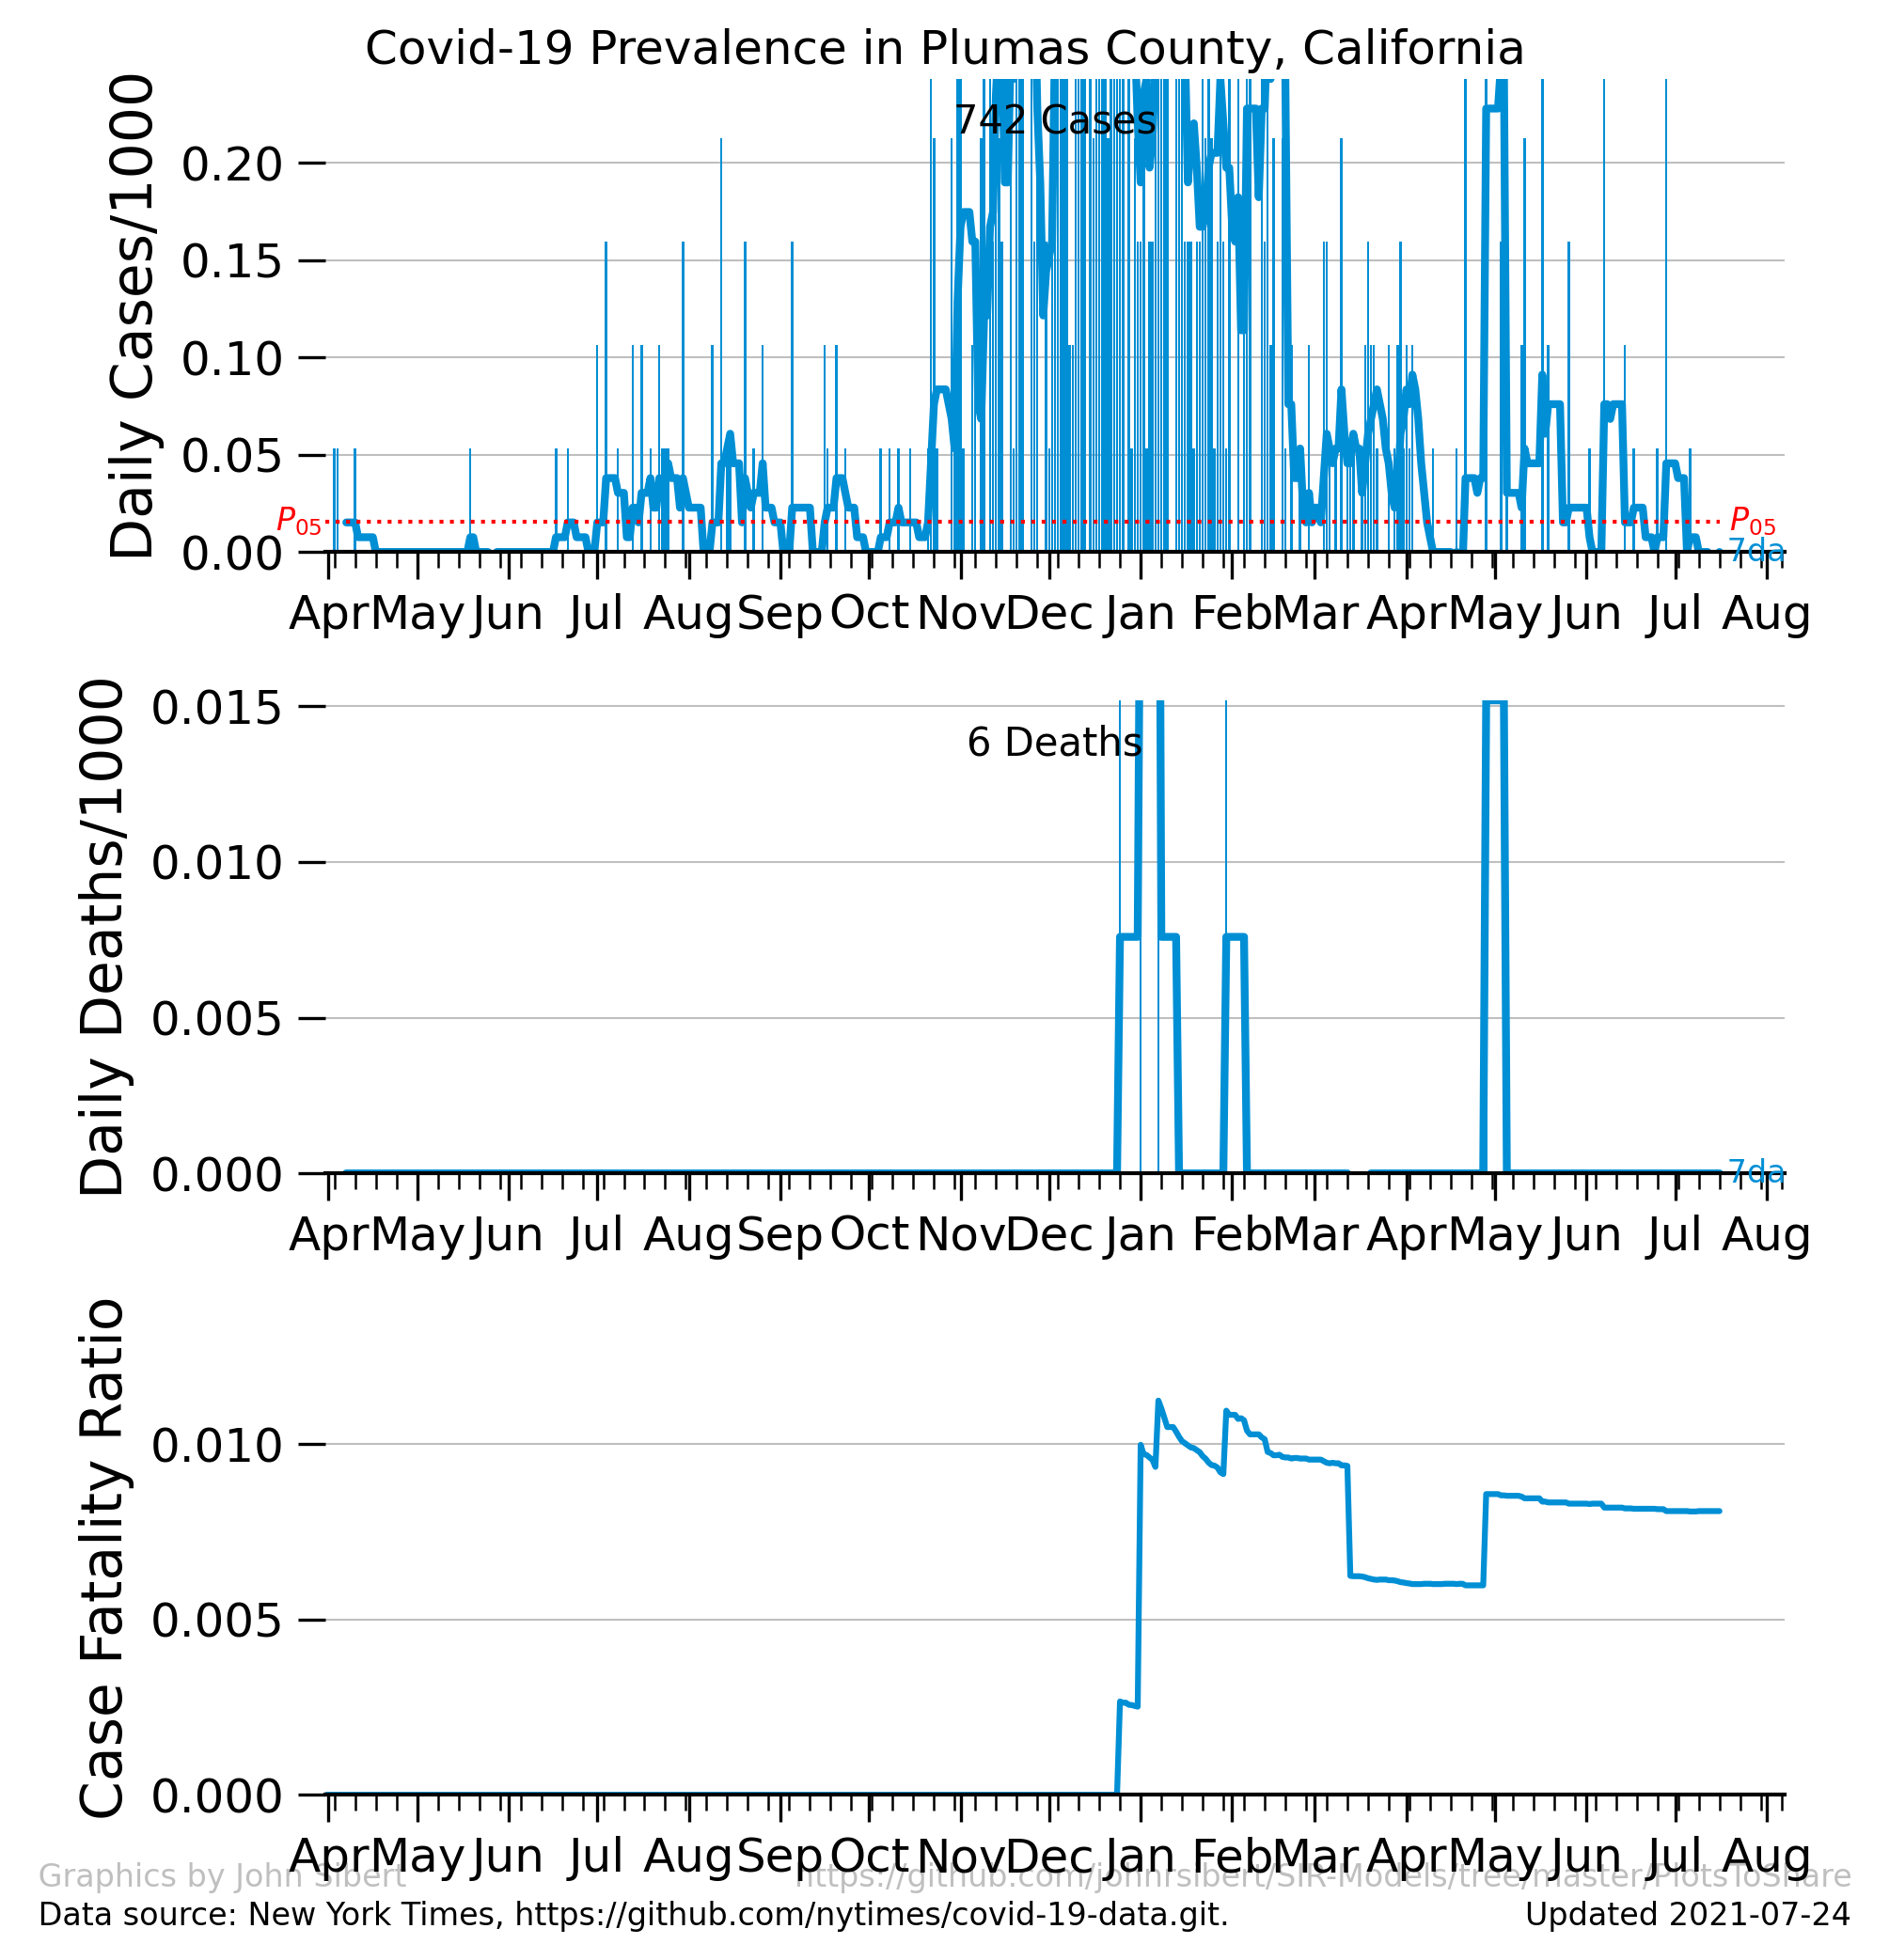 Covid-19 Prevalence in Plumas County, California
Daily Cases/1000
742 Cases
0.20
0.15
0.10
0.05
0.00
P05
P05
7da
Apr May Jun Jul Aug Sep Oct Nov Dec Jan Feb Mar Apr May Jun Jul Aug
Daily Deaths/1000
6 Deaths
0.015
0.010
0.005
0.000
7da
Apr May Jun Jul Aug Sep Oct Nov Dec Jan Feb Mar Apr May Jun Jul Aug
Case Fatality Ratio
0.010
0.005
0.000
Apr May Jun Jul Aug Sep Oct Nov Dec Jan Feb Mar Apr May Jun Jul Aug
Graphics by John Sibert
https://github.com/johnrsibert/SIR-Models/tree/master/PlotsToShare
Data source: New York Times, https://github.com/nytimes/covid-19-data.git.
Updated 2021-07-24